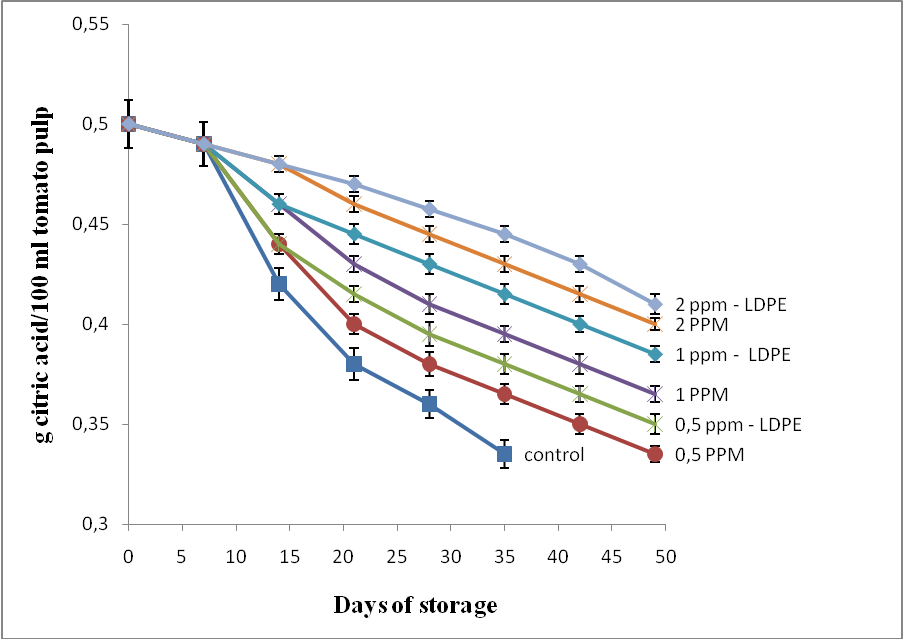 g citric acid/100 ml tomato pulp
0,55
0,5
0,45
0,4
0,35
0,3
2 ppm - LDPE
2 PPM
1 ppm - LDPE
1 PPM
0,5 ppm - LDPE
control
0,5 PPM
0 5 10 15 20 25 30 35 40 45 50
Days of storage